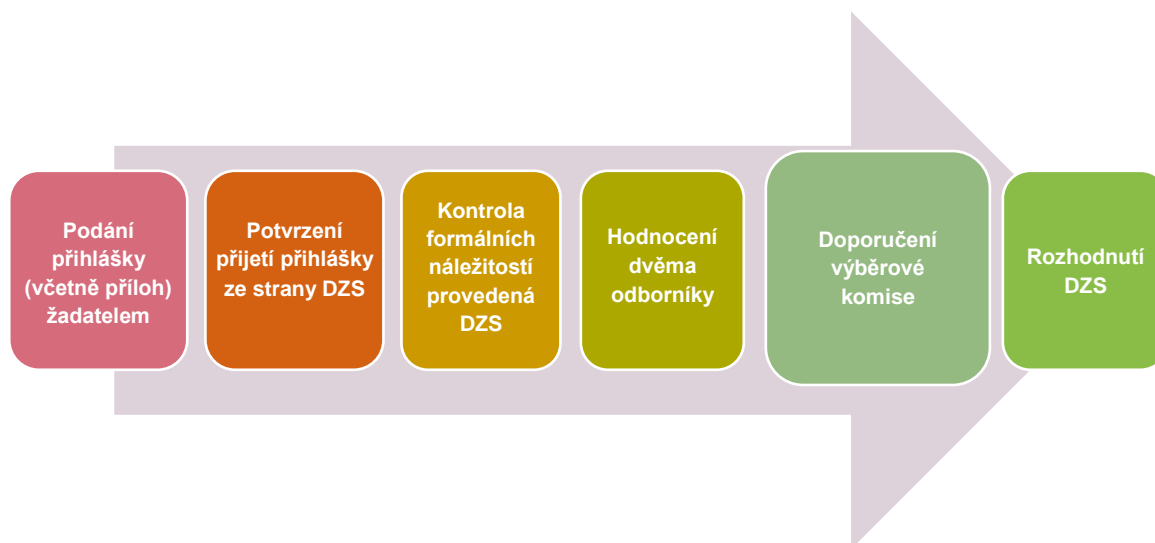 Podání
přihlášky
(včetně příloh)
žadatelem
Potvrzení
přijetí přihlášky
ze strany DZS
Kontrola
formálních
náležitostí
provedená
DZS
Hodnocení
dvěma
odborníky
Doporučení
výběrové
komise
Rozhodnutí
DZS